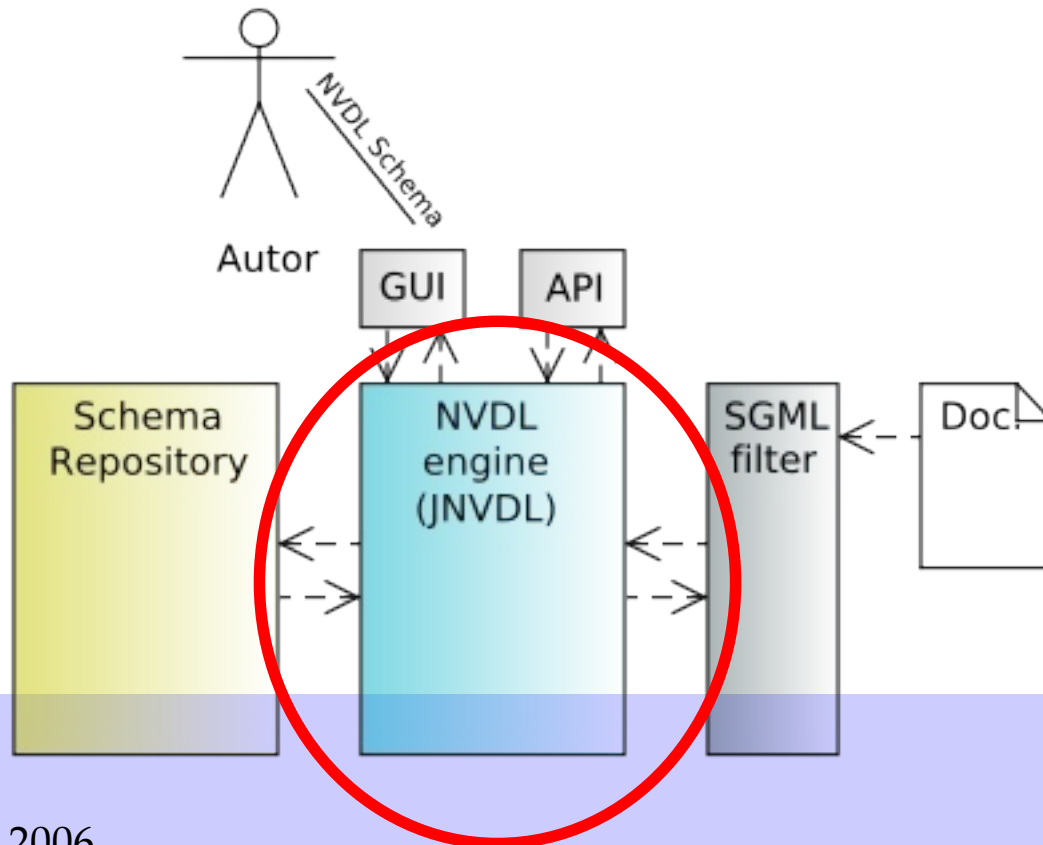 NVDL Schema
Autor
GUI
API
Schema
Repository
NVDL
engine
(JNVDL)
SGML
filter
Doc.
2006